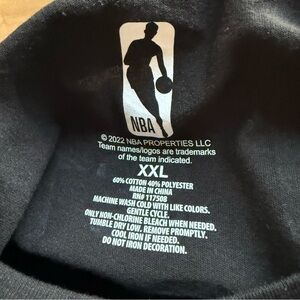 NBA
© 2022 NBA PROPERTIES LLC
Team names/logos are trademarks
of the team indicated.
XXL
60% COTTON 40% POLYESTER
MADE IN CHINA
RN# 117508
MACHINE WASH COLD WITH LIKE COLORS.
GENTLE CYCLE.
ONLY NON-CHLORINE BLEACH WHEN NEEDED.
TUMBLE DRY LOW. REMOVE PROMPTLY.
COOL IRON IF NEEDED.
DO NOT IRON DECORATION.